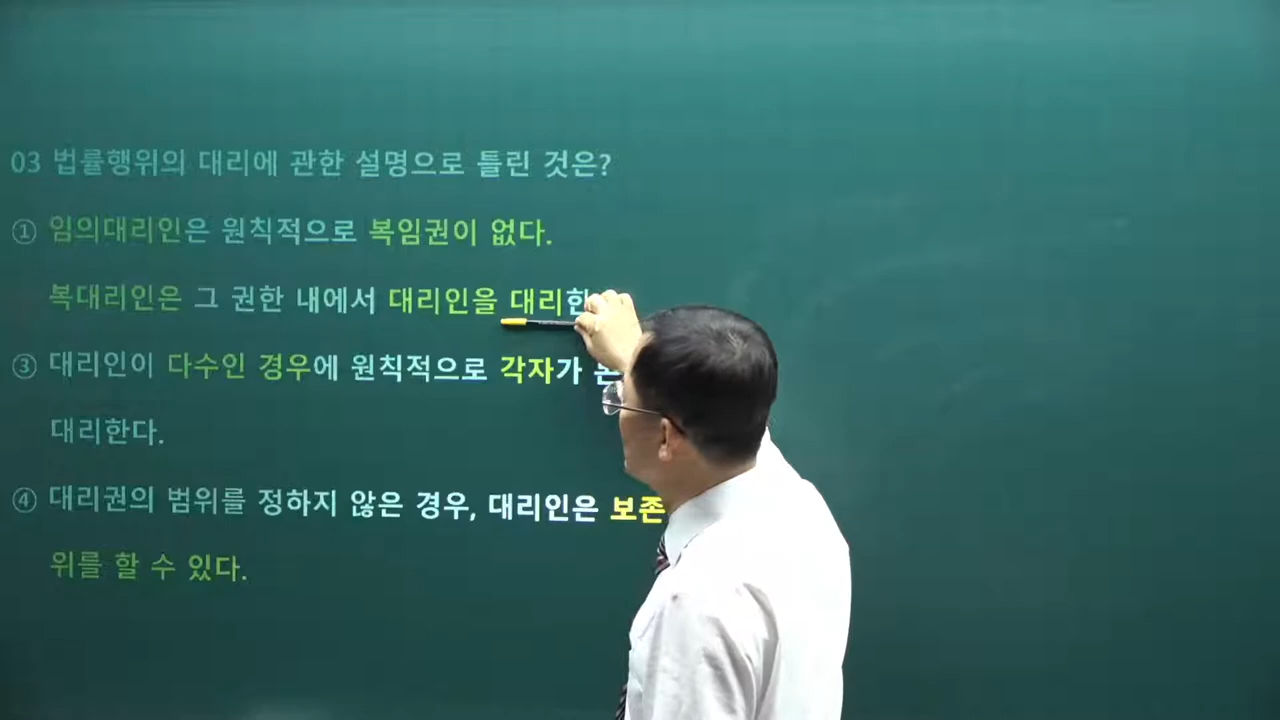 03 법률행위의 대리에 관한 설명으로 틀린 것은?
① 임의대리인은 원칙적으로 복임권이 없다.
복대리인은 그 권한 내에서 대리인을 대리한
③ 대리인이 다수인 경우에 원칙적으로 각자가
대리한다.
④ 대리권의 범위를 정하지 않은 경우, 대리인은 보존
위를 할 수 있다.